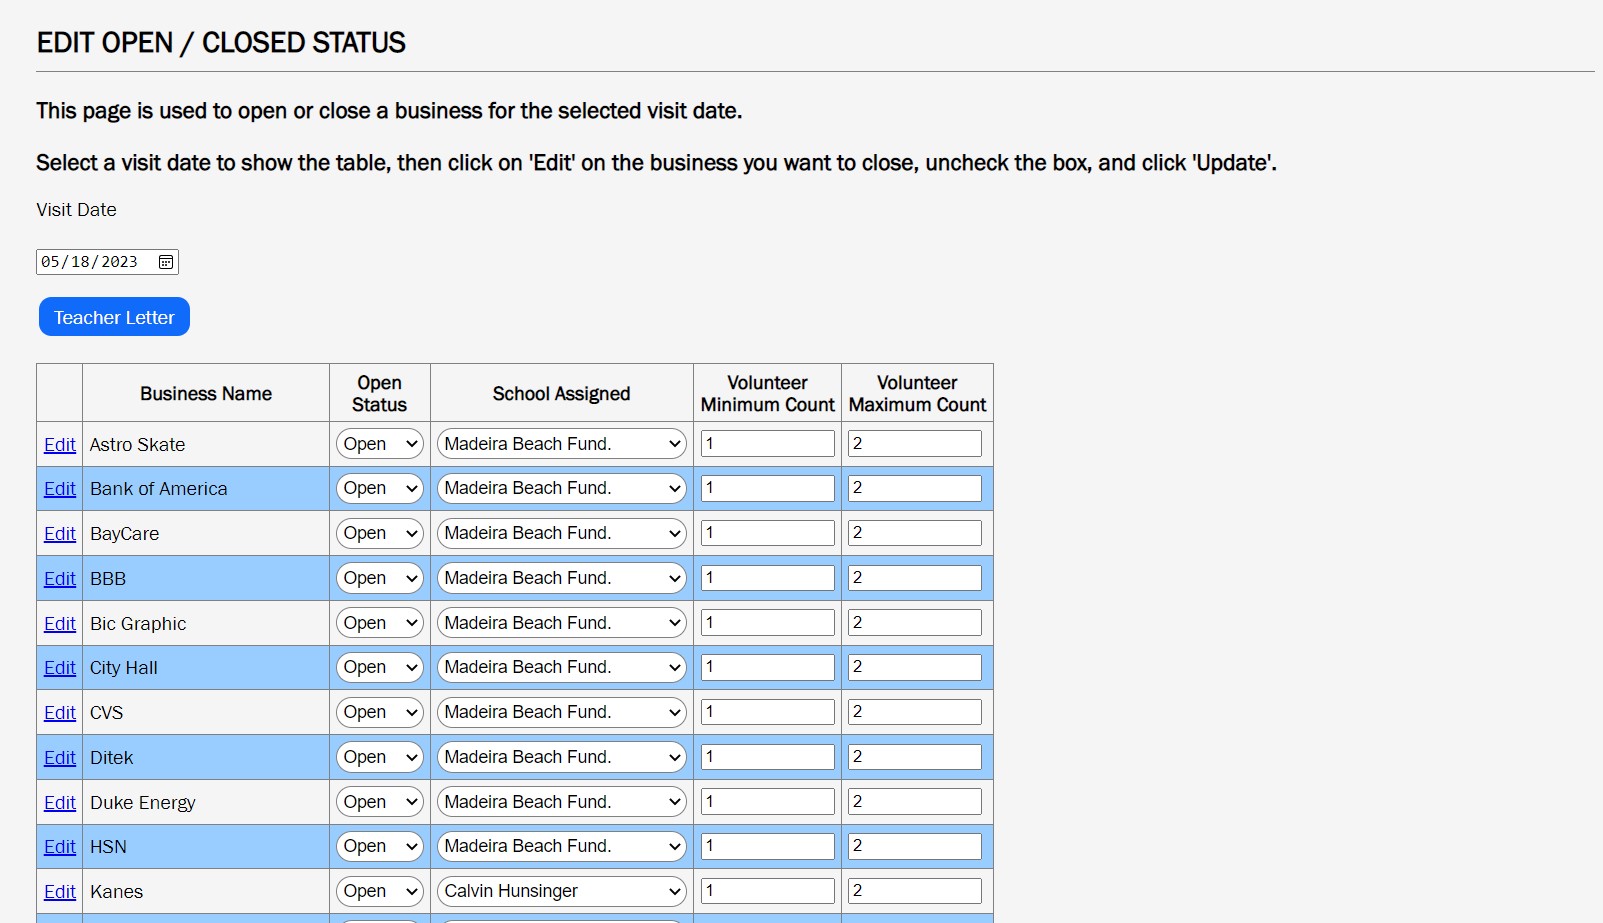 EDIT OPEN / CLOSED STATUS
This page is used to open or close a business for the selected visit date.
Select a visit date to show the table, then click on 'Edit' on the business you want to close, uncheck the box, and click 'Update'.
Visit Date
05/18/2023
Teacher Letter
Business Name Open Status School Assigned Volunteer Minimum Count Volunteer Maximum Count
Edit Astro Skate Open Madeira Beach Fund. 1 2
Edit Bank of America Open Madeira Beach Fund. 1 2
Edit BayCare Open Madeira Beach Fund. 1 2
Edit BBB Open Madeira Beach Fund. 1 2
Edit Bic Graphic Open Madeira Beach Fund. 1 2
Edit City Hall Open Madeira Beach Fund. 1 2
Edit CVS Open Madeira Beach Fund. 1 2
Edit Ditek Open Madeira Beach Fund. 1 2
Edit Duke Energy Open Madeira Beach Fund. 1 2
Edit HSN Open Madeira Beach Fund. 1 2
Edit Kanes Open Calvin Hunsinger 1 2